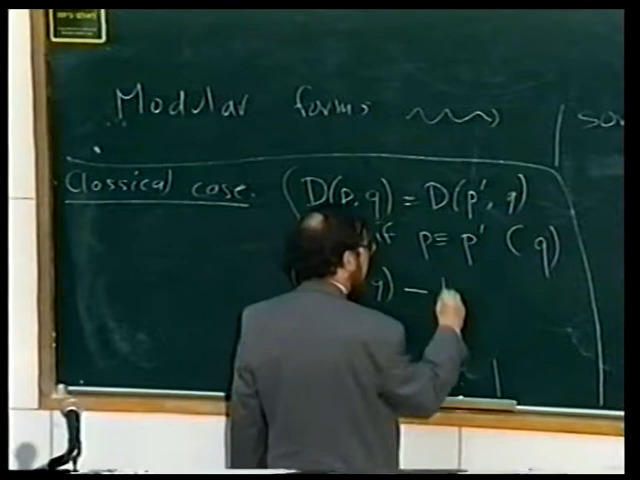 Modular forms
Classical case. (D(p, q) = D(p', q)
if p ≡ p' (q)
q) —